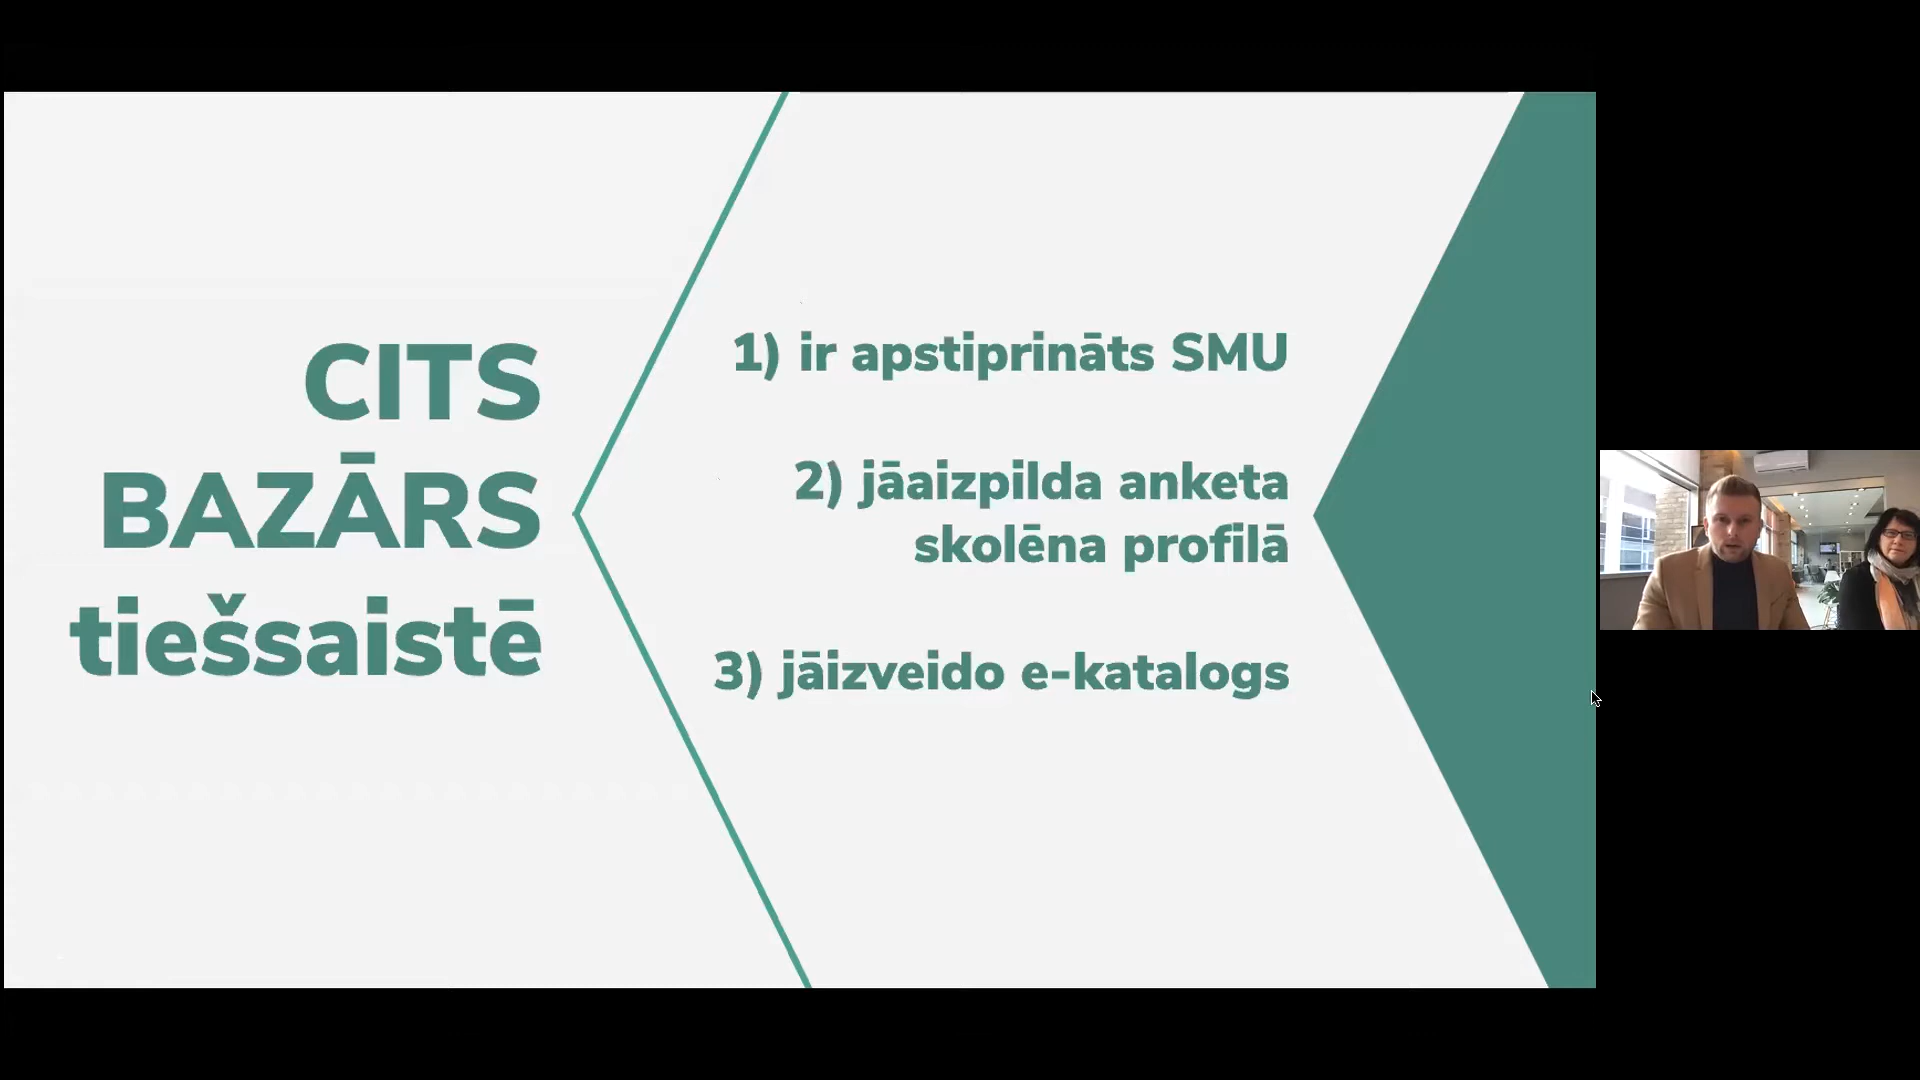 CITS
BAZĀRS
tiešsaistē
1) ir apstiprināts SMU
2) jāaizpilda anketa
skolēna profilā
3) jāizveido e-katalogs